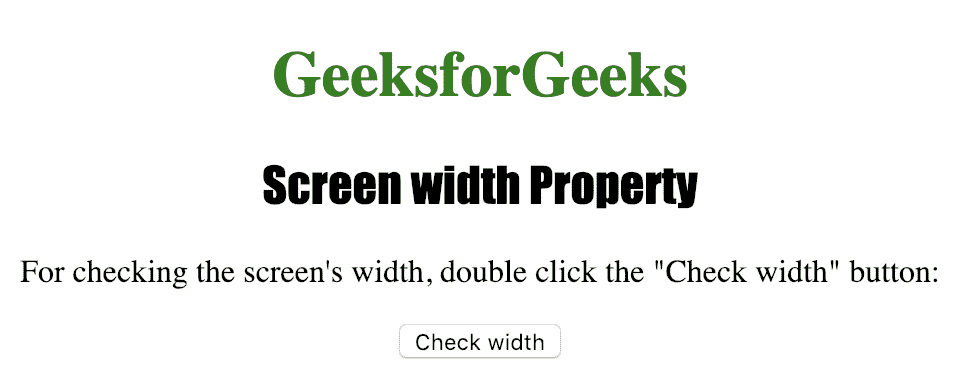 GeeksforGeeks
Screen width Property
For checking the screen's width, double click the "Check width" button:
Check width